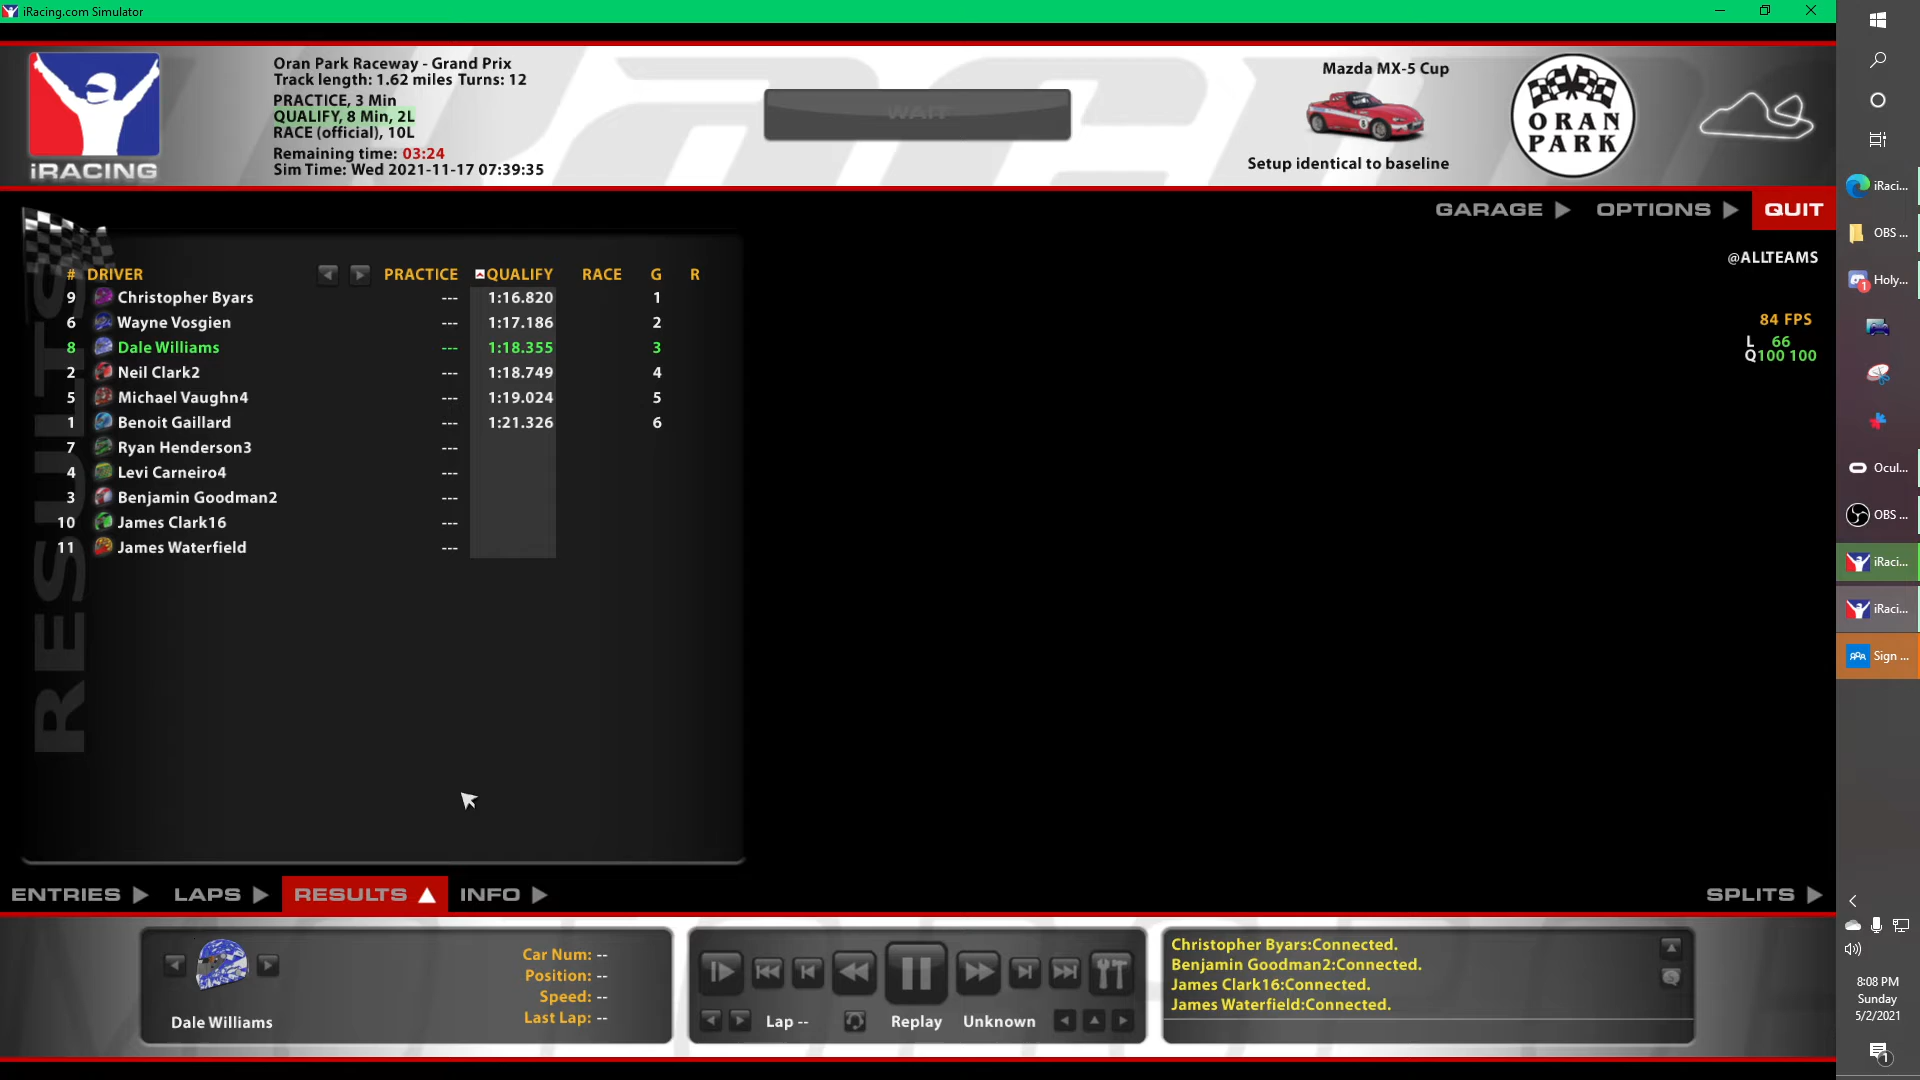 iRacing.com Simulator
Oran Park Raceway - Grand Prix
Track length: 1.62 miles Turns: 12
PRACTICE, 3 Min
QUALIFY, 8 Min, 2L
RACE (official), 10L
Remaining time: 03:24
Sim Time: Wed 2021-11-17 07:39:35
iRACING
WAIT
Mazda MX-5 Cup
Setup identical to baseline
ORAN
PARK
GARAGE OPTIONS QUIT
@ALLTEAMS
84 FPS
L 66
Q100 100
RESULTS
# DRIVER PRACTICE QUALIFY RACE G R
9 Christopher Byars --- 1:16.820 1
6 Wayne Vosgien --- 1:17.186 2
8 Dale Williams --- 1:18.355 3
2 Neil Clark2 --- 1:18.749 4
5 Michael Vaughn4 --- 1:19.024 5
1 Benoit Gaillard --- 1:21.326 6
7 Ryan Henderson3 ---
4 Levi Carneiro4 ---
3 Benjamin Goodman2 ---
10 James Clark16 ---
11 James Waterfield ---
ENTRIES LAPS RESULTS INFO SPLITS
Dale Williams
Car Num: --
Position: --
Speed: --
Last Lap: --
Lap -- Replay Unknown
Christopher Byars:Connected.
Benjamin Goodman2:Connected.
James Clark16:Connected.
James Waterfield:Connected.
iRaci...
OBS ...
Holy...
1
Ocul...
OBS ...
iRaci...
iRaci...
Sign ...
8:08 PM
Sunday
5/2/2021
1